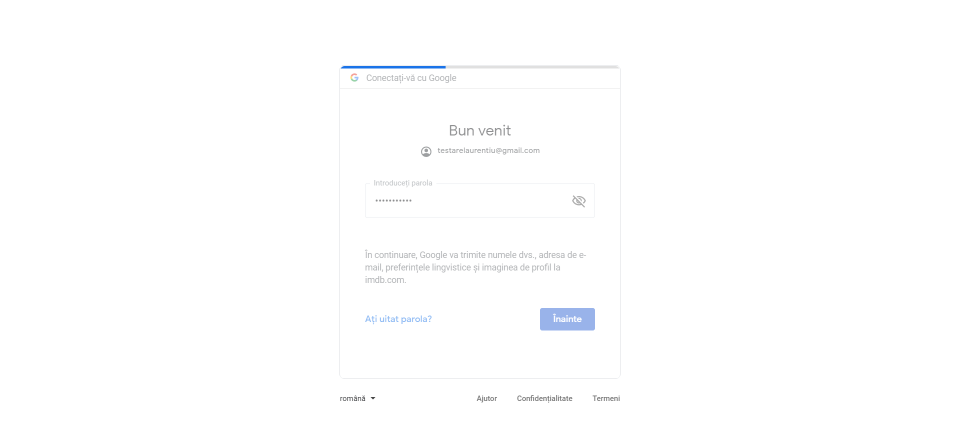 Conectați-vă cu Google
Bun venit
testarelaurentiu@gmail.com
Introduceți parola
•••••••••••
În continuare, Google va trimite numele dvs., adresa de e-
mail, preferințele lingvistice și imaginea de profil la
imdb.com.
Ați uitat parola?
Înainte
română
Ajutor
Confidențialitate
Termeni